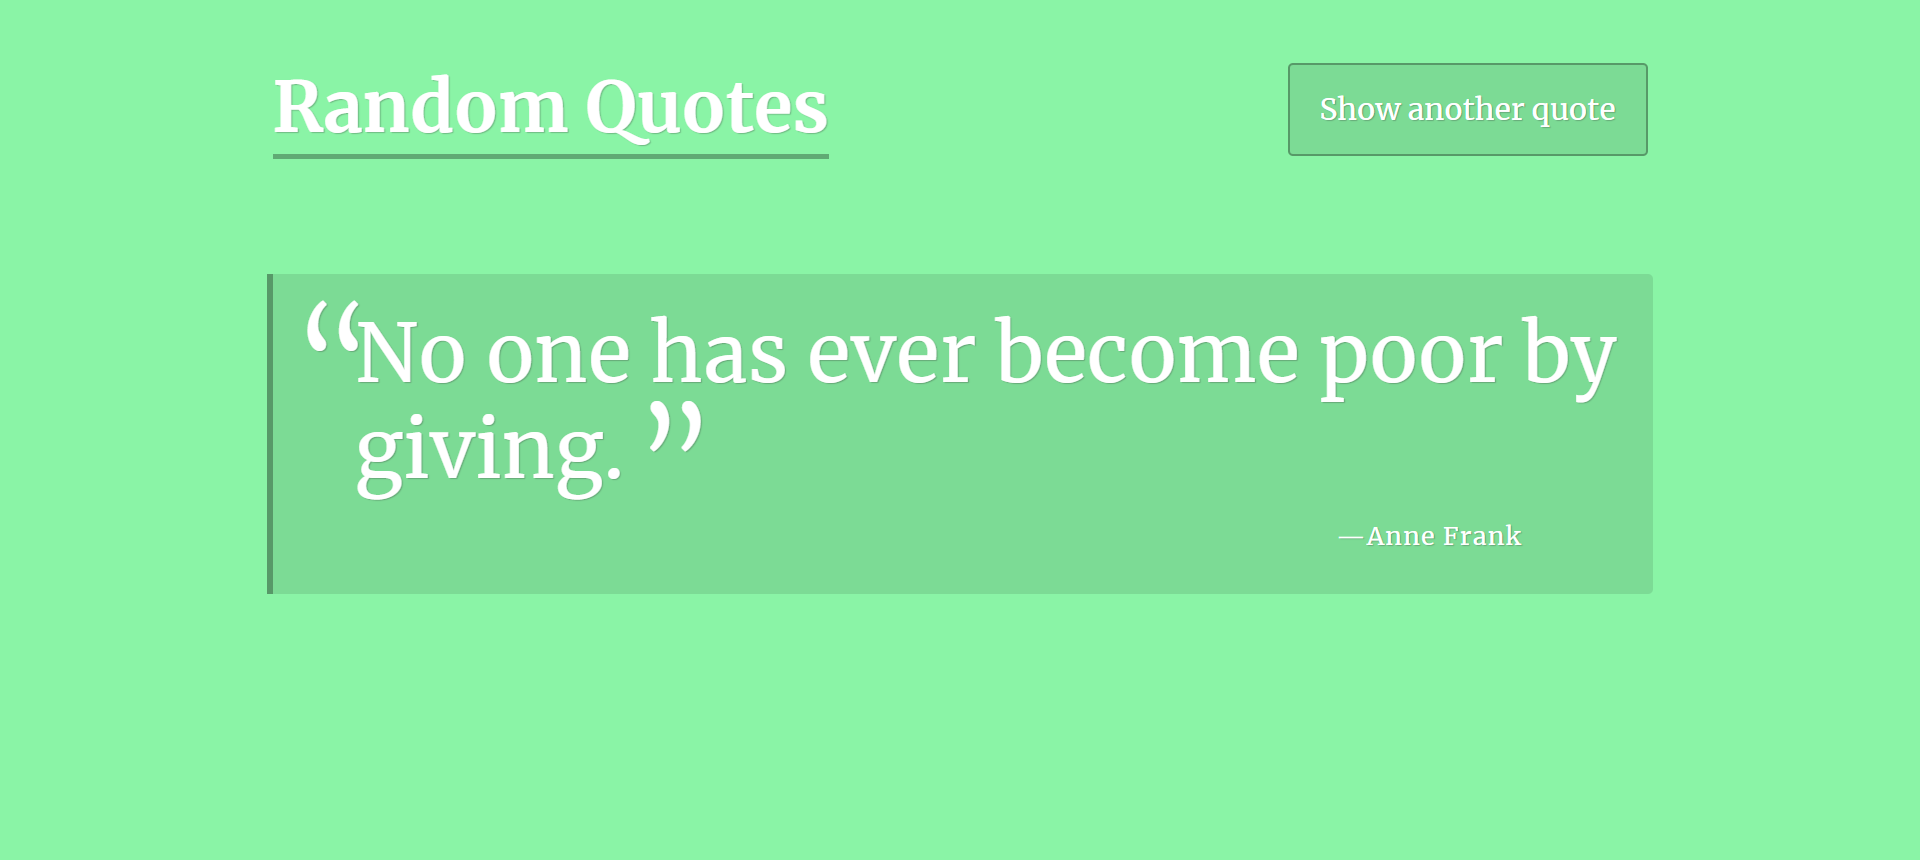 Random Quotes
Show another quote
“No one has ever become poor by
giving. ”
—Anne Frank